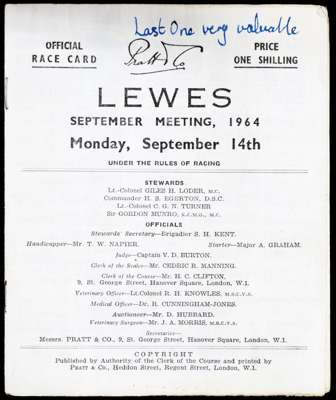 Last One very valuable
OFFICIAL
RACE CARD
Pratt & Co
PRICE
ONE SHILLING
LEWES
SEPTEMBER MEETING, 1964
Monday, September 14th
UNDER THE RULES OF RACING
STEWARDS
Lt.-Colonel GILES H. LODER, M.C.
Commander H. S. EGERTON, D.S.C.
Lt.-Colonel C. G. N. TURNER
Sir GORDON MUNRO, K.C.M.G., M.C.
OFFICIALS
Stewards' Secretary—Brigadier S. H. KENT.
Handicapper—Mr. T. W. NAPIER. Starter—Major A. GRAHAM.
Judge—Captain V. D. BURTON.
Clerk of the Scales—Mr. CEDRIC R. MANNING.
Clerk of the Course—Mr. H. C. CLIFTON,
9, St. George Street, Hanover Square, London, W.1.
Veterinary Officer—Lt.-Colonel R. H. KNOWLES, M.R.C.V.S.
Medical Officer—Dr. R. CUNNINGHAM-JONES.
Auctioneer—Mr. D. HUBBARD.
Veterinary Surgeon—Mr. J. A. MORRIS, M.R.C.V.S.
Secretaries—
Messrs. PRATT & CO., 9, St. George Street, Hanover Square, London, W.1.
COPYRIGHT
Published by Authority of the Clerk of the Course and printed by
PRATT & Co., Heddon Street, Regent Street, London, W.1.